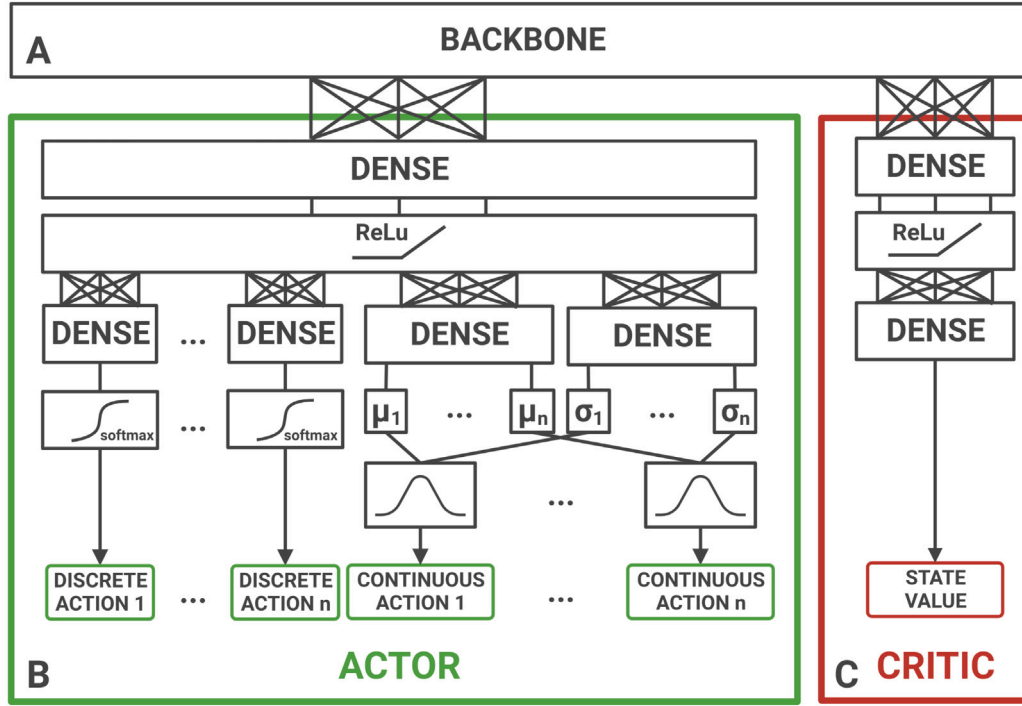 A
BACKBONE
DENSE
ReLu
DENSE
...
DENSE
DENSE
DENSE
softmax
...
softmax
μ1
...
μn
σ1
...
σn
...
DISCRETE
ACTION 1
...
DISCRETE
ACTION n
CONTINUOUS
ACTION 1
...
CONTINUOUS
ACTION n
B
ACTOR
DENSE
ReLu
DENSE
STATE
VALUE
C
CRITIC